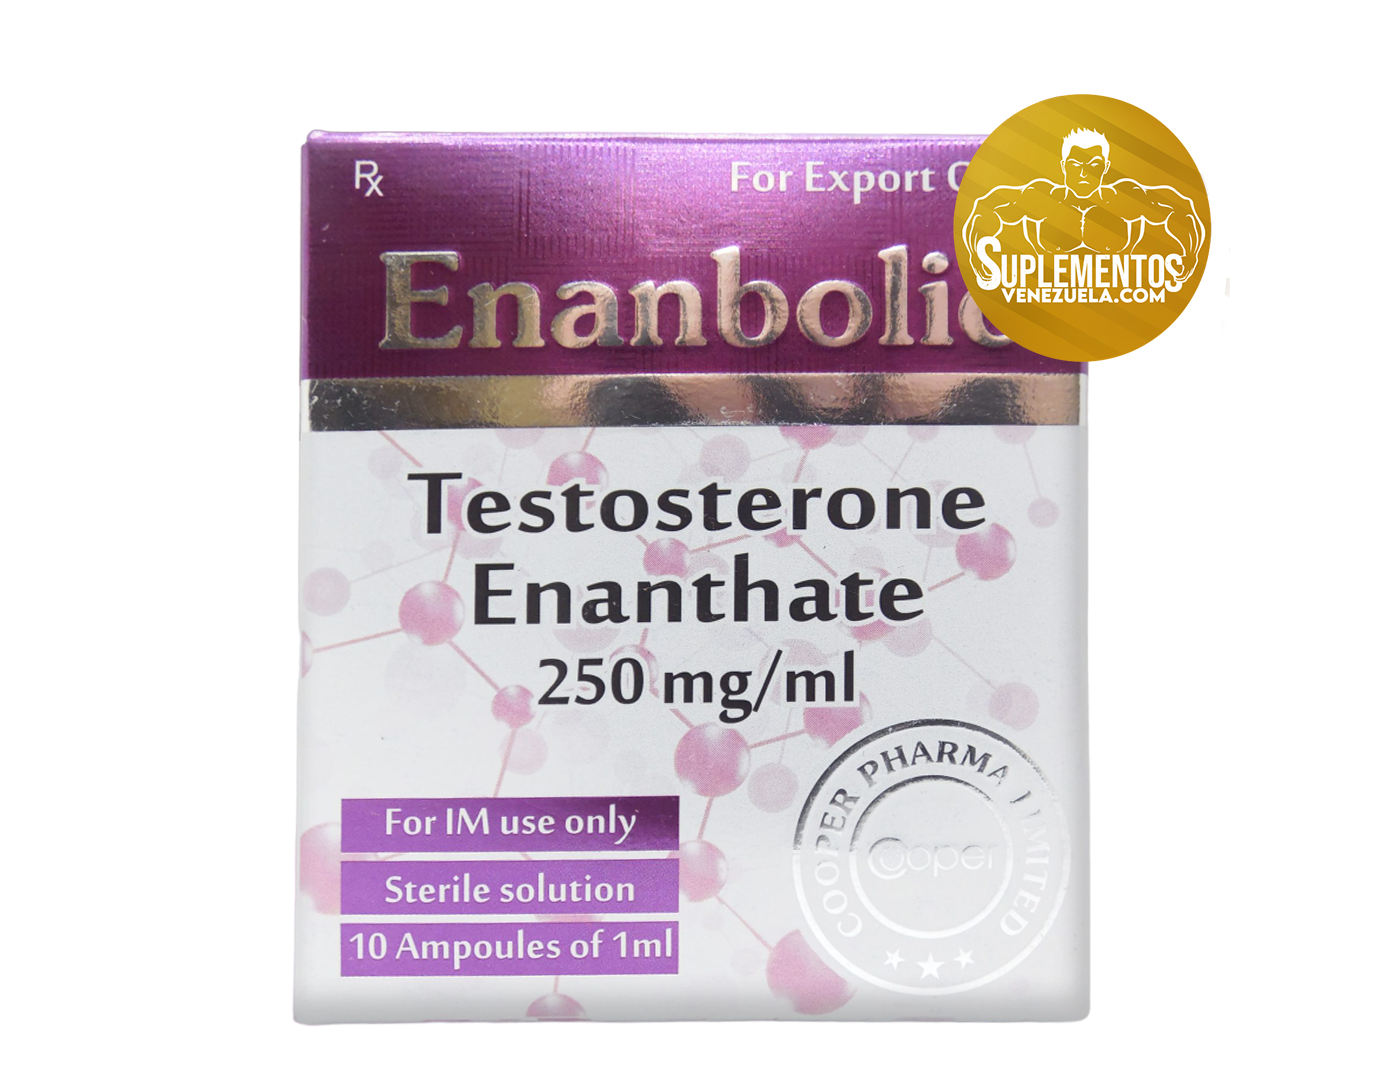 Rx
For Export
SUPLEMENTOS
VENEZUELA.COM
Testosterone
Enanthate
250 mg/ml
For IM use only
Sterile solution
10 Ampoules of 1ml
COOPER PHARMA LIMITED
Cooper